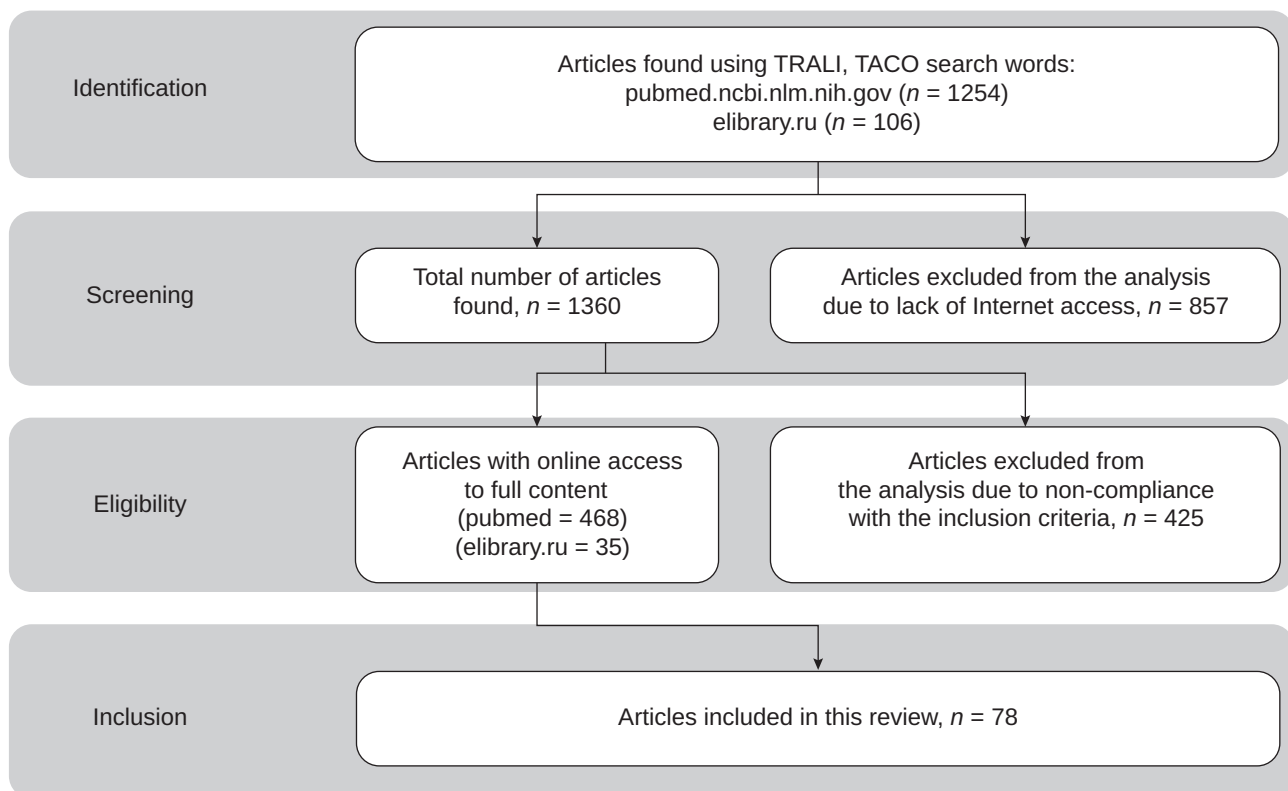 Identification
Articles found using TRALI, TACO search words:
pubmed.ncbi.nlm.nih.gov (n = 1254)
elibrary.ru (n = 106)
Screening
Total number of articles
found, n = 1360
Articles excluded from the analysis
due to lack of Internet access, n = 857
Eligibility
Articles with online access
to full content
(pubmed = 468)
(elibrary.ru = 35)
Articles excluded from
the analysis due to non-compliance
with the inclusion criteria, n = 425
Inclusion
Articles included in this review, n = 78